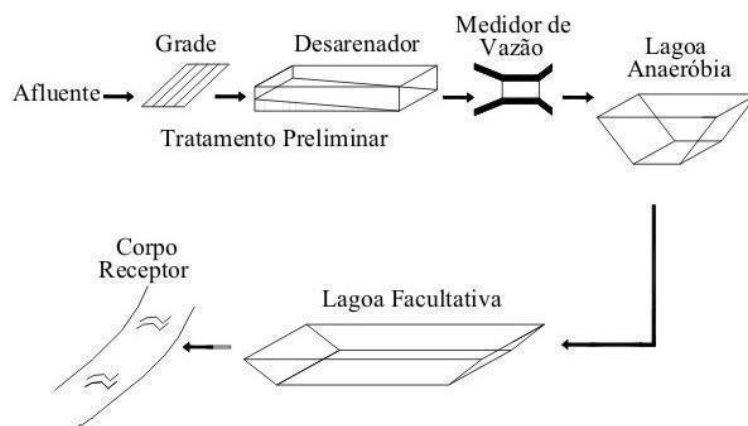 Afluente
Grade
Desarenador
Medidor de
Vazão
Lagoa
Anaeróbia
Tratamento Preliminar
Corpo
Receptor
Lagoa Facultativa